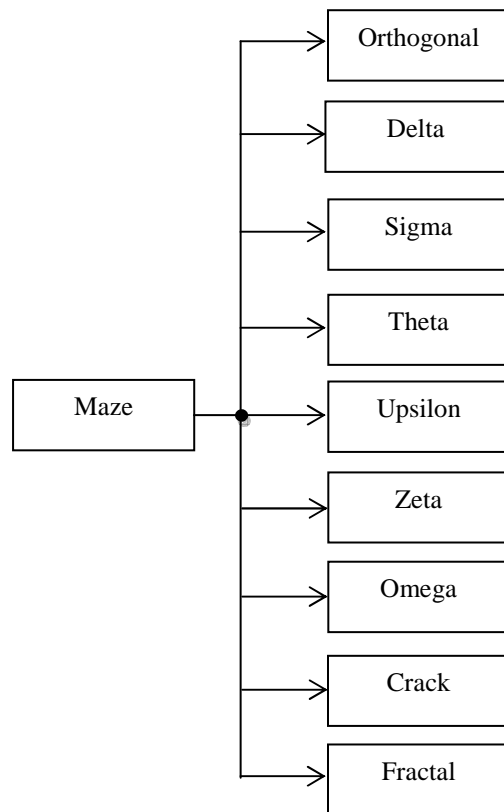 Orthogonal
Delta
Sigma
Theta
Maze
Upsilon
Zeta
Omega
Crack
Fractal